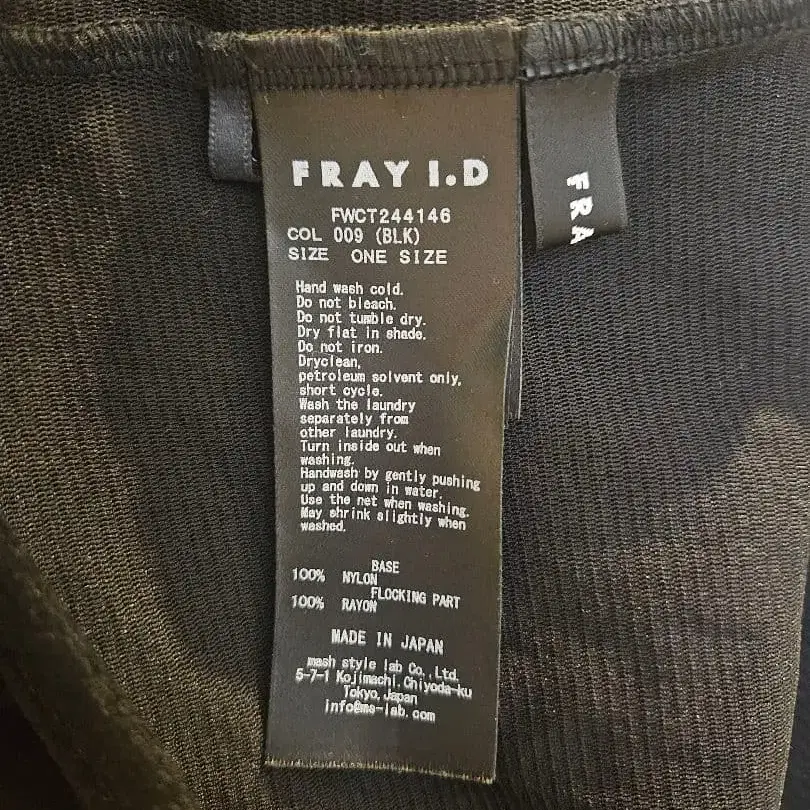 FRAY I.D
FRA
FWCT244146
COL 009 (BLK)
SIZE ONE SIZE
Hand wash cold.
Do not bleach.
Do not tumble dry.
Dry flat in shade.
Do not iron.
Dryclean,
petroleum solvent only,
short cycle.
Wash the laundry
separately from
other laundry.
Turn inside out when
washing.
Handwash by gently pushing
up and down in water.
Use the net when washing.
May shrink slightly when
washed.
BASE
100% NYLON
FLOCKING PART
100% RAYON
MADE IN JAPAN
mash style lab Co.,Ltd.
5-7-1 Kojimachi,Chiyoda-ku
Tokyo,Japan
info@ms-lab.com